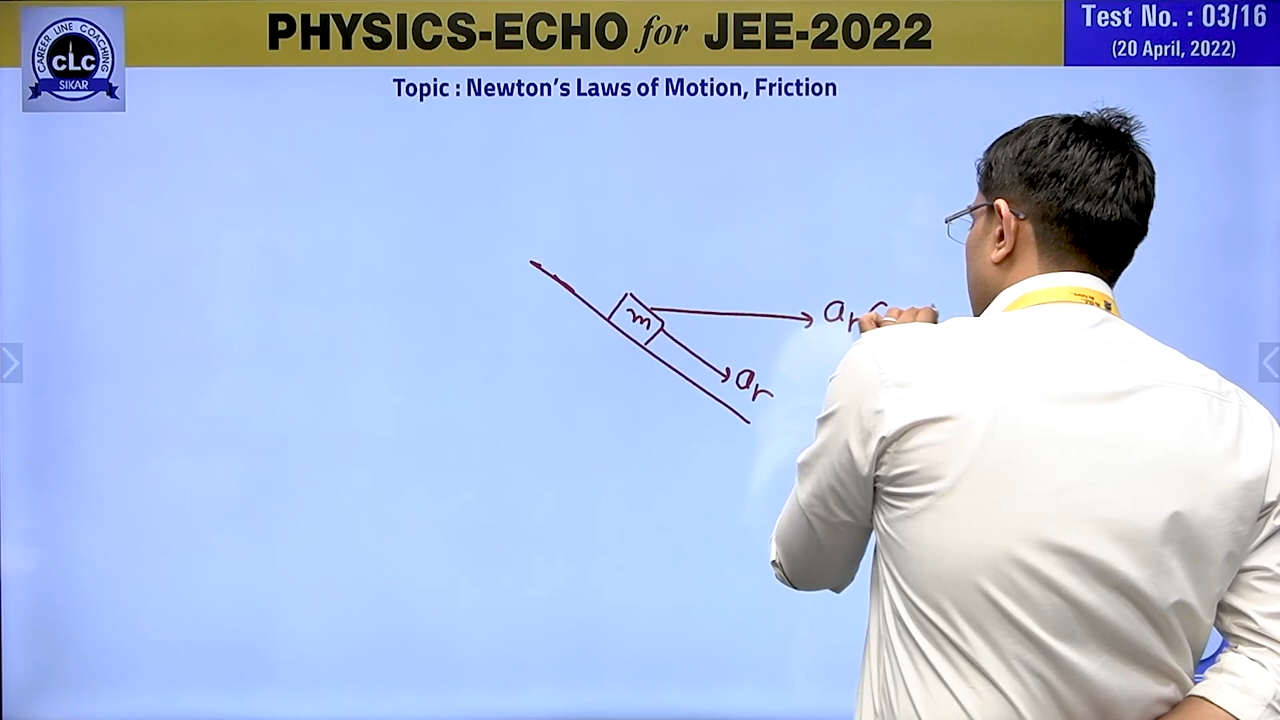 PHYSICS-ECHO for JEE-2022
Test No. : 03/16
(20 April, 2022)
CAREER LINE COACHING
CLC
SIKAR
Topic : Newton's Laws of Motion, Friction
m
ar
ar